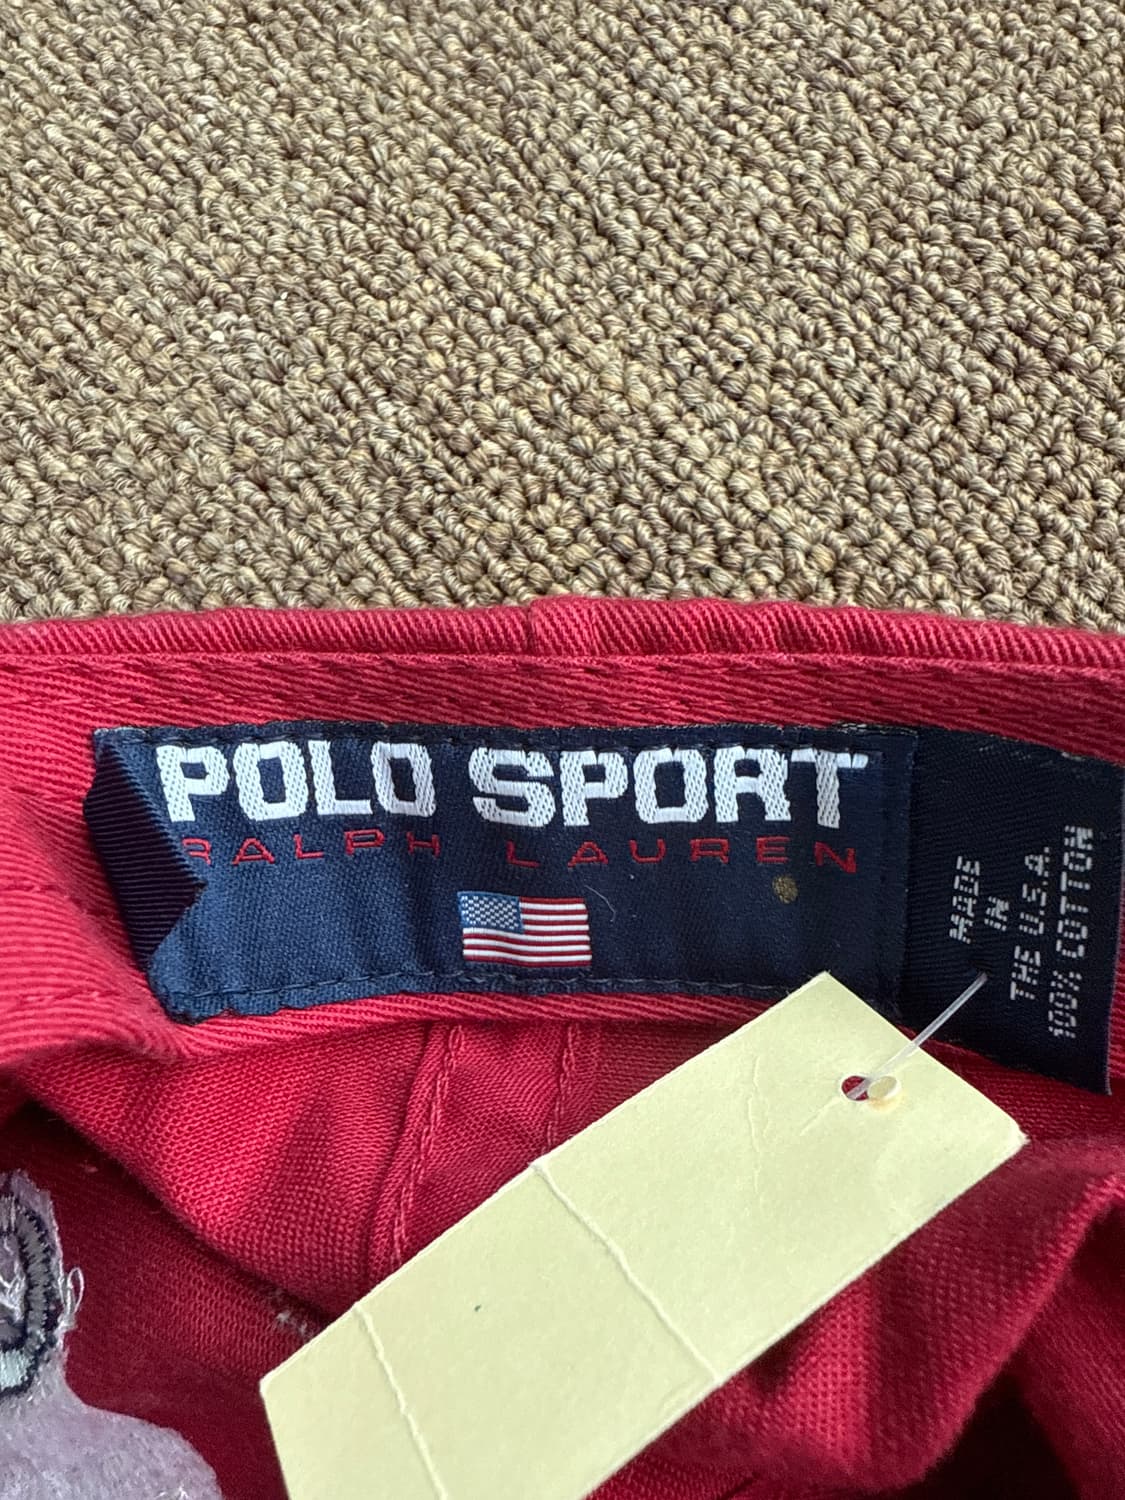 POLO SPORT
RALPH LAUREN
MADE
IN
THE U.S.A.
100% COTTON